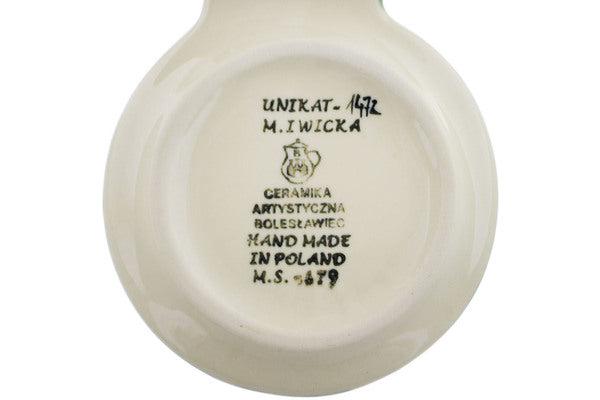 UNIKAT-1472
M. IWICKA
CERAMIKA
ARTYSTYCZNA
BOLESŁAWIEC
HAND MADE
IN POLAND
M.S.